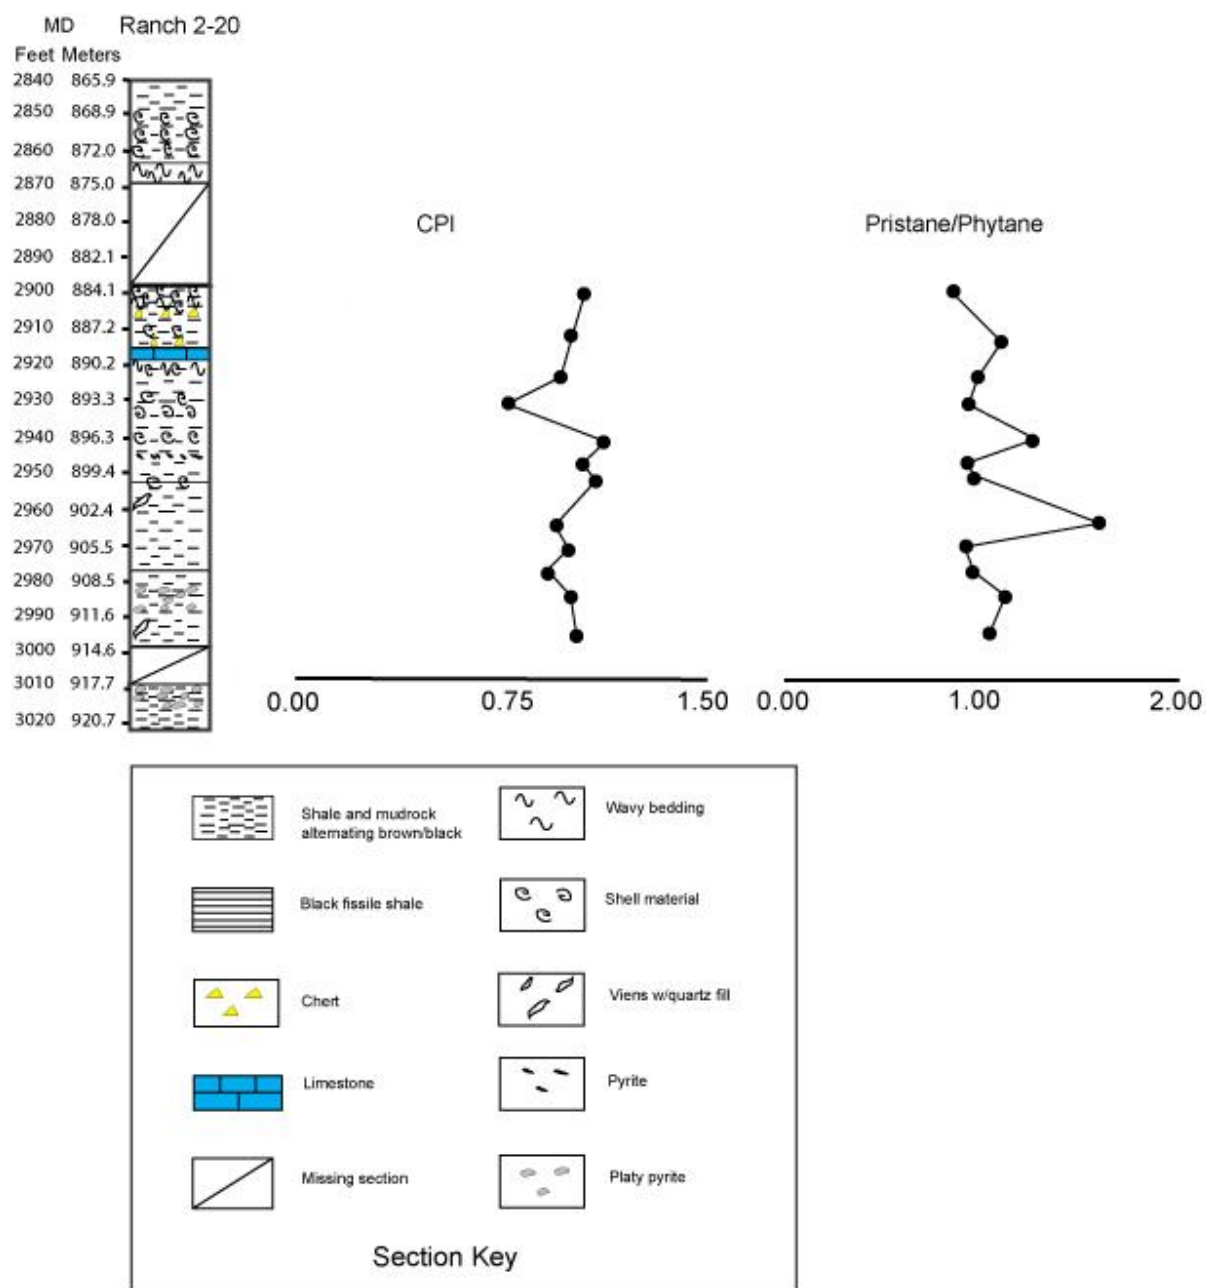 MD Ranch 2-20
Feet Meters
2840 865.9
2850 868.9
2860 872.0
2870 875.0
2880 878.0
CPI Pristane/Phytane
2890 882.1
2900 884.1
2910 887.2
2920 890.2
2930 893.3
2940 896.3
2950 899.4
2960 902.4
2970 905.5
2980 908.5
2990 911.6
3000 914.6
3010 917.7
0.00 0.75 1.50 0.00 1.00 2.00
3020 920.7
Shale and mudrock
alternating brown/black
Wavy bedding
Black fissile shale
Shell material
Chert
Viens w/quartz fill
Limestone
Pyrite
Missing section
Platy pyrite
Section Key